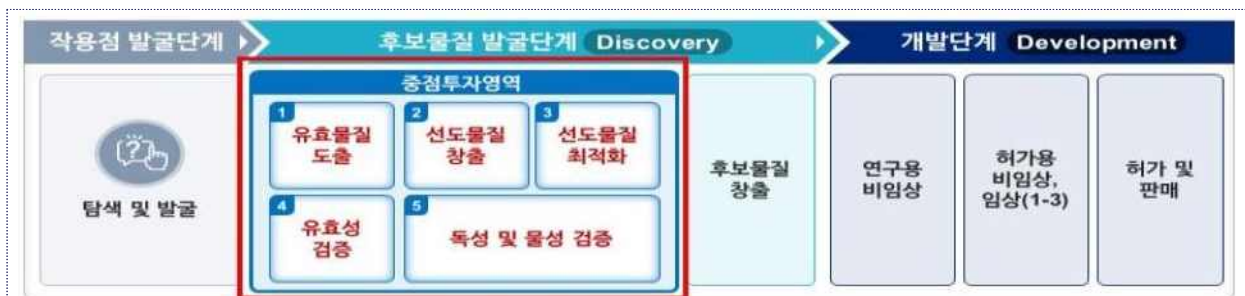 작용점 발굴단계
후보물질 발굴단계 Discovery
개발단계 Development
탐색 및 발굴
중점투자영역
1
유효물질
도출
2
선도물질
창출
3
선도물질
최적화
4
유효성
검증
5
독성 및 물성 검증
후보물질
창출
연구용
비임상
허가용
비임상,
임상(1-3)
허가 및
판매